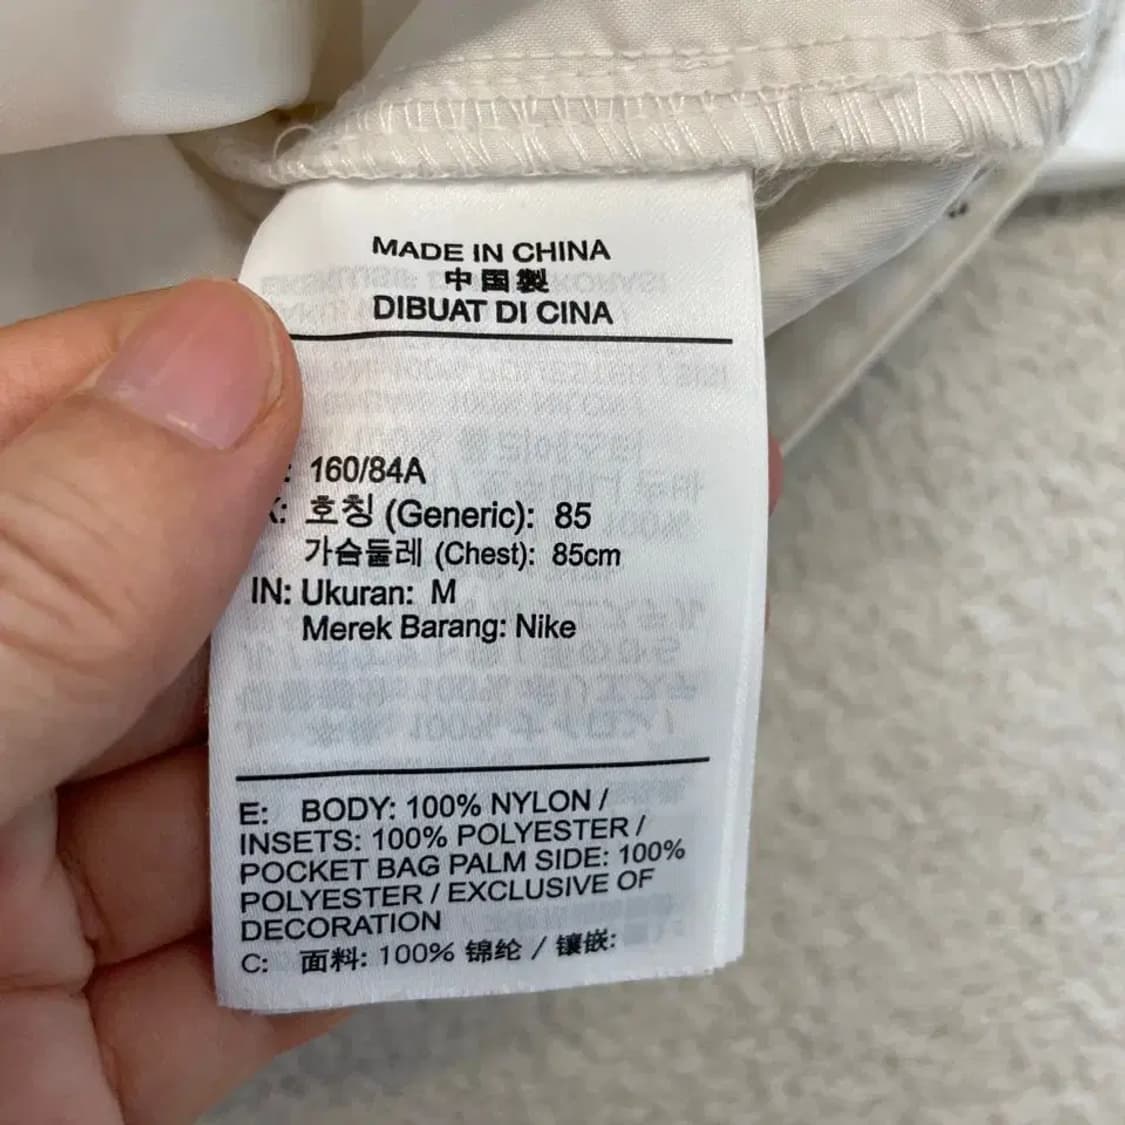 MADE IN CHINA
中国製
DIBUAT DI CINA
: 160/84A
K: 호칭 (Generic): 85
가슴둘레 (Chest): 85cm
IN: Ukuran: M
Merek Barang: Nike
E: BODY: 100% NYLON /
INSETS: 100% POLYESTER /
POCKET BAG PALM SIDE: 100%
POLYESTER / EXCLUSIVE OF
DECORATION
C: 面料: 100% 锦纶 / 镶嵌: